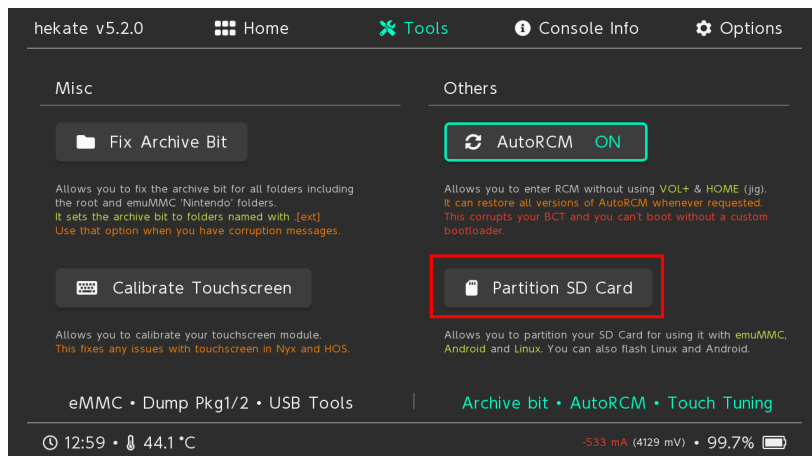 hekate v5.2.0
Home
Tools
Console Info
Options
Misc
Others
Fix Archive Bit
AutoRCM ON
Allows you to fix the archive bit for all folders including
the root and emuMMC 'Nintendo' folders.
It sets the archive bit to folders named with .[ext]
Use that option when you have corruption messages.
Allows you to enter RCM without using VOL+ & HOME (jig).
It can restore all versions of AutoRCM whenever requested.
This corrupts your BCT and you can't boot without a custom
bootloader.
Calibrate Touchscreen
Partition SD Card
Allows you to calibrate your touchscreen module.
This fixes any issues with touchscreen in Nyx and HOS.
Allows you to partition your SD Card for using it with emuMMC,
Android and Linux. You can also flash Linux and Android.
eMMC • Dump Pkg1/2 • USB Tools
Archive bit • AutoRCM • Touch Tuning
12:59 • 44.1 °C
-533 mA (4129 mV) • 99.7%